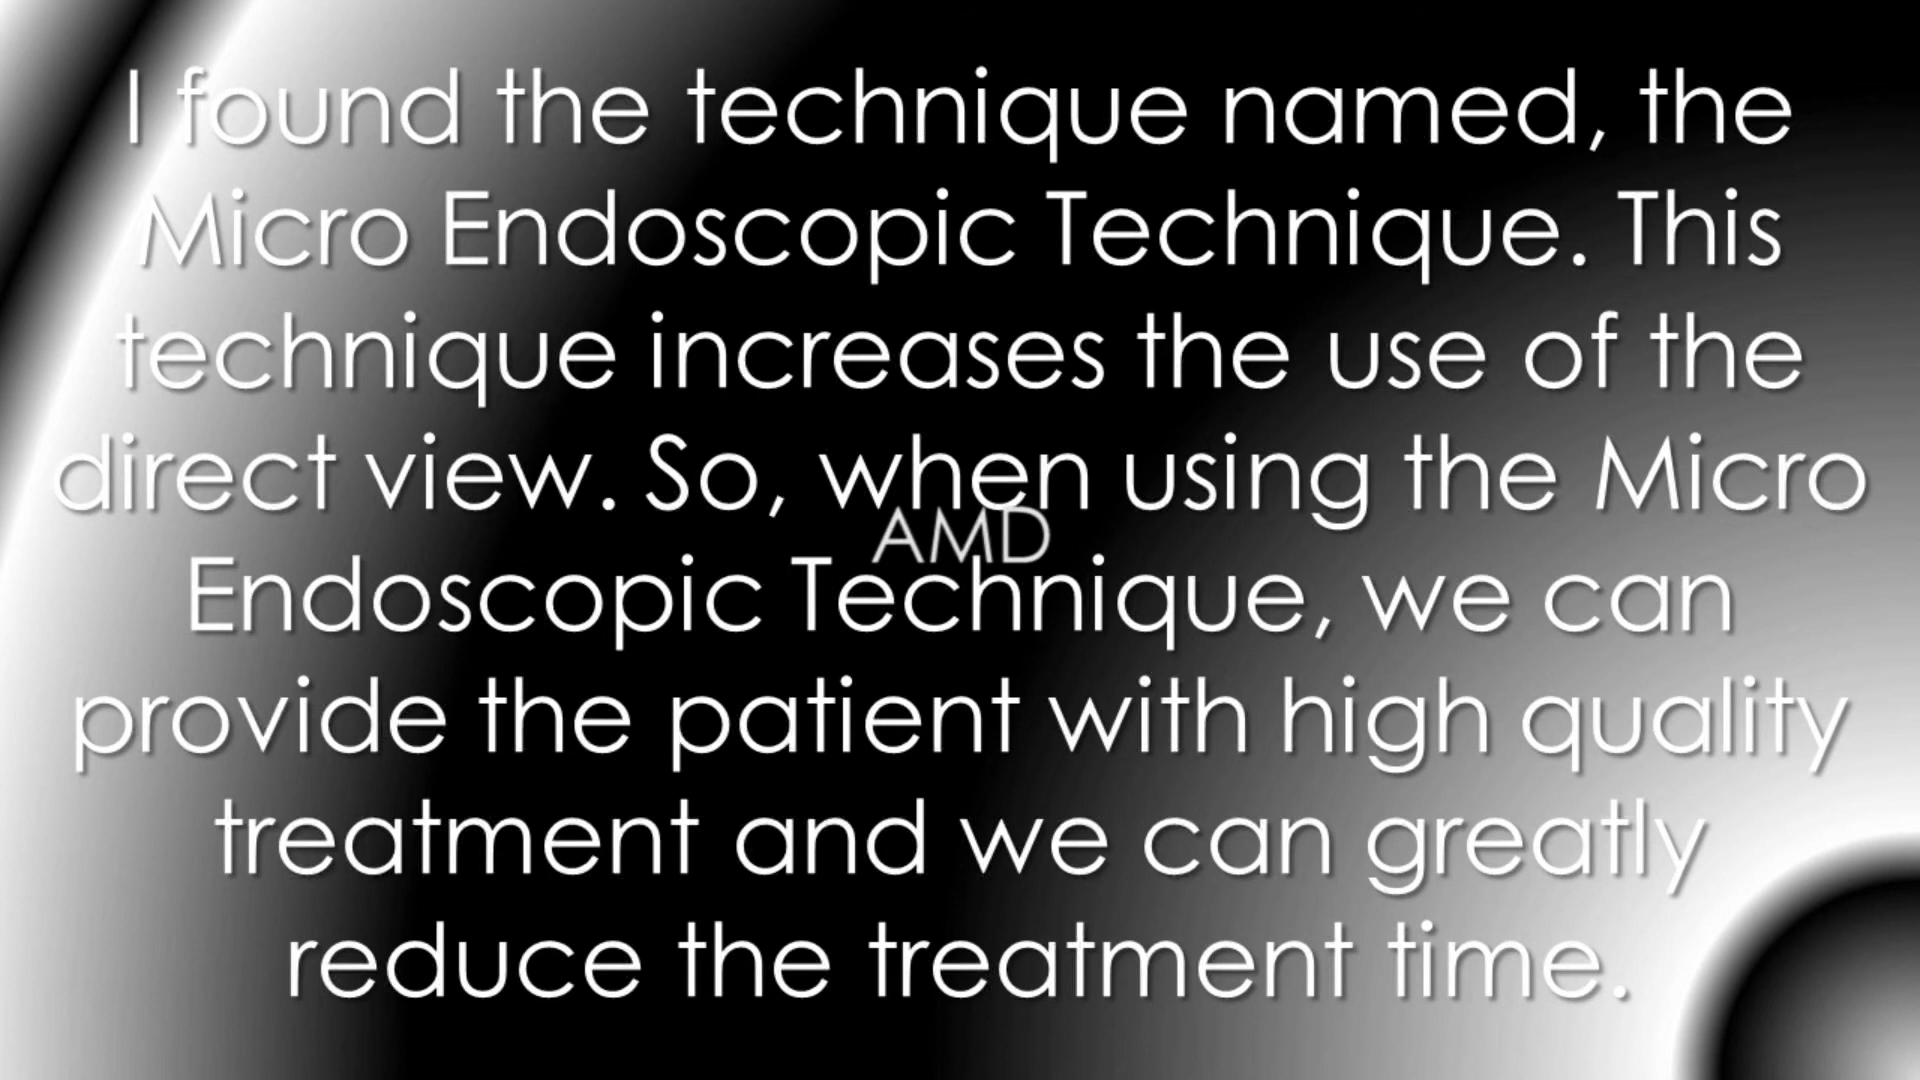 I found the technique named, the
Micro Endoscopic Technique. This
technique increases the use of the
direct view. So, when using the Micro
AMD
Endoscopic Technique, we can
provide the patient with high quality
treatment and we can greatly
reduce the treatment time.